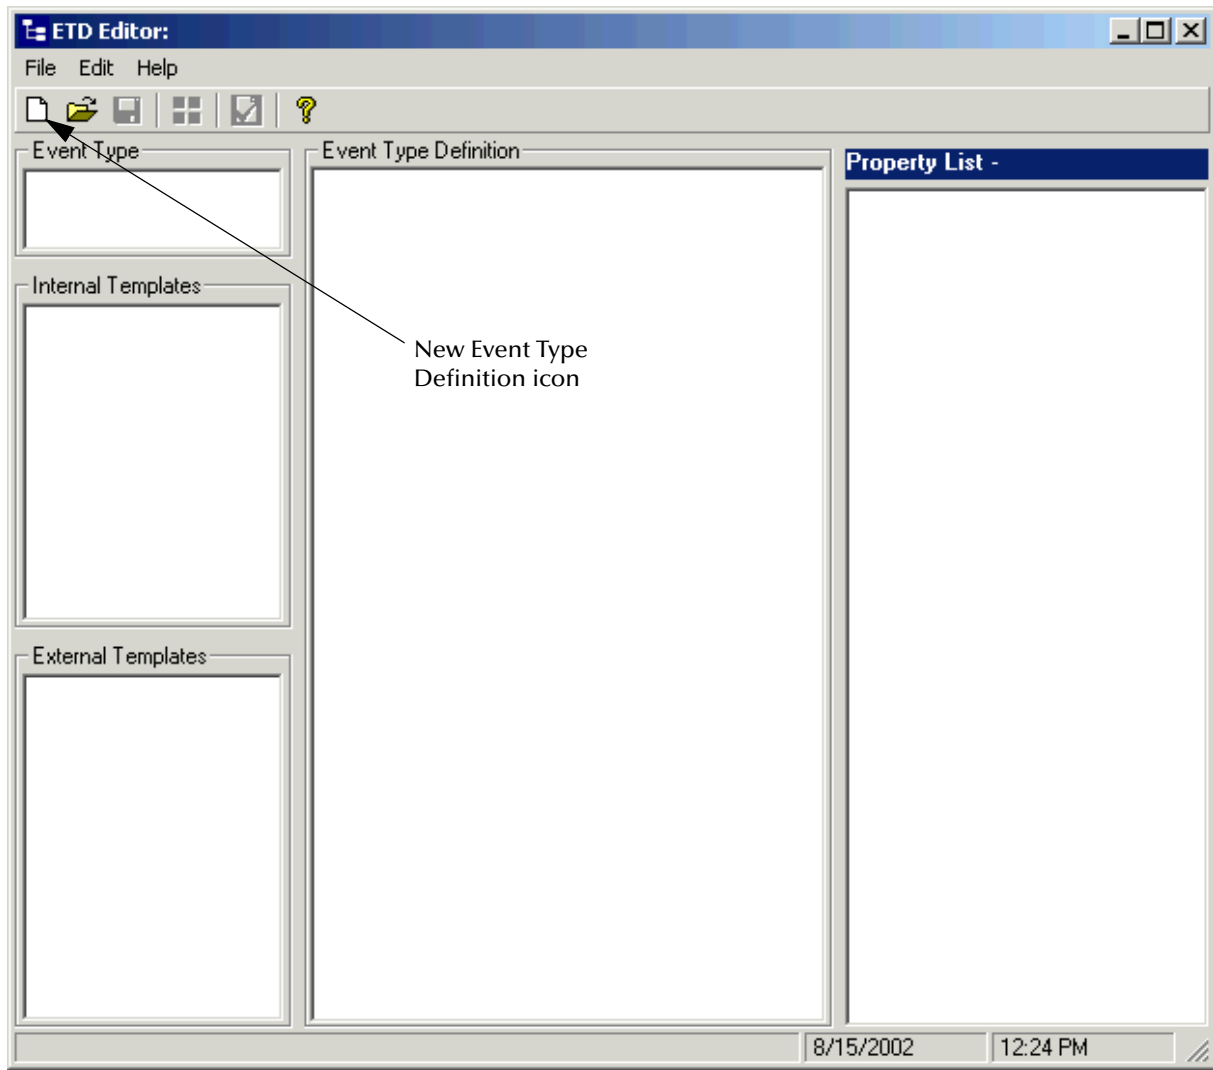 ETD Editor:
File Edit Help
Event Type
Event Type Definition
Property List -
Internal Templates
New Event Type
Definition icon
External Templates
8/15/2002 12:24 PM